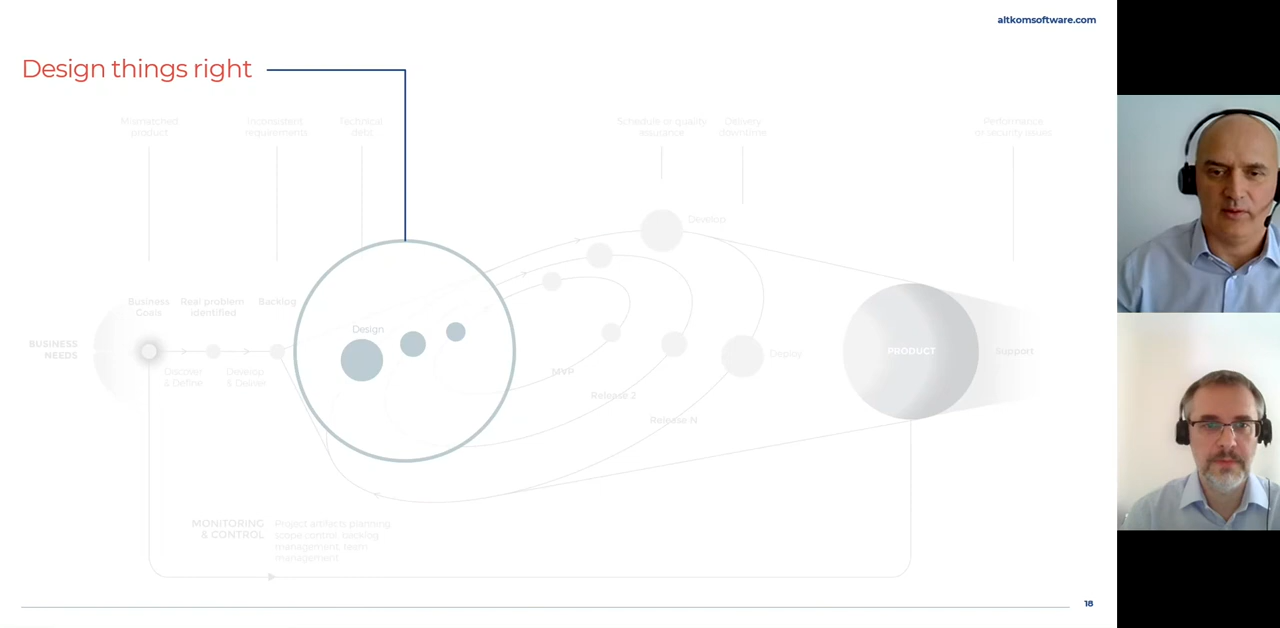 altkomsoftware.com
Design things right
Mismatched
product
Inconsistent
requirements
Technical
debt
Schedule or quality
assurance
Delivery
downtime
Performance
or security issues
Develop
Business
Goals
Real problem
identified
Backlog
Design
BUSINESS
NEEDS
Discover
& Define
Develop
& Deliver
MVP
Release 2
Release N
Deploy
PRODUCT
Support
MONITORING
& CONTROL
Project artifacts planning
scope control, backlog
management, team
management
18